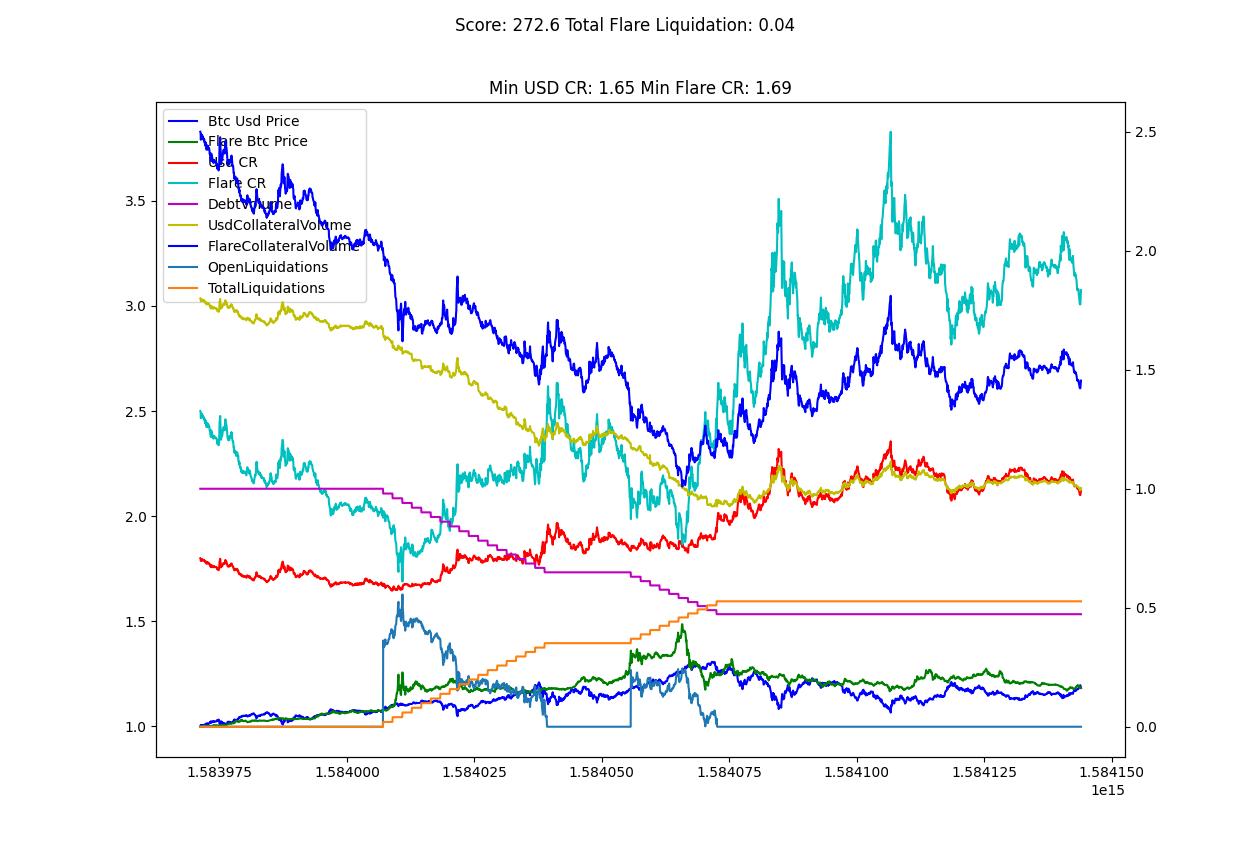 Score: 272.6 Total Flare Liquidation: 0.04
Min USD CR: 1.65 Min Flare CR: 1.69
Btc Usd Price
Flare Btc Price
Usd CR
Flare CR
DebtVolume
UsdCollateralVolume
FlareCollateralVolume
OpenLiquidations
TotalLiquidations
3.5
3.0
2.5
2.0
1.5
1.0
2.5
2.0
1.5
1.0
0.5
0.0
1.583975 1.584000 1.584025 1.584050 1.584075 1.584100 1.584125 1.584150
1e15